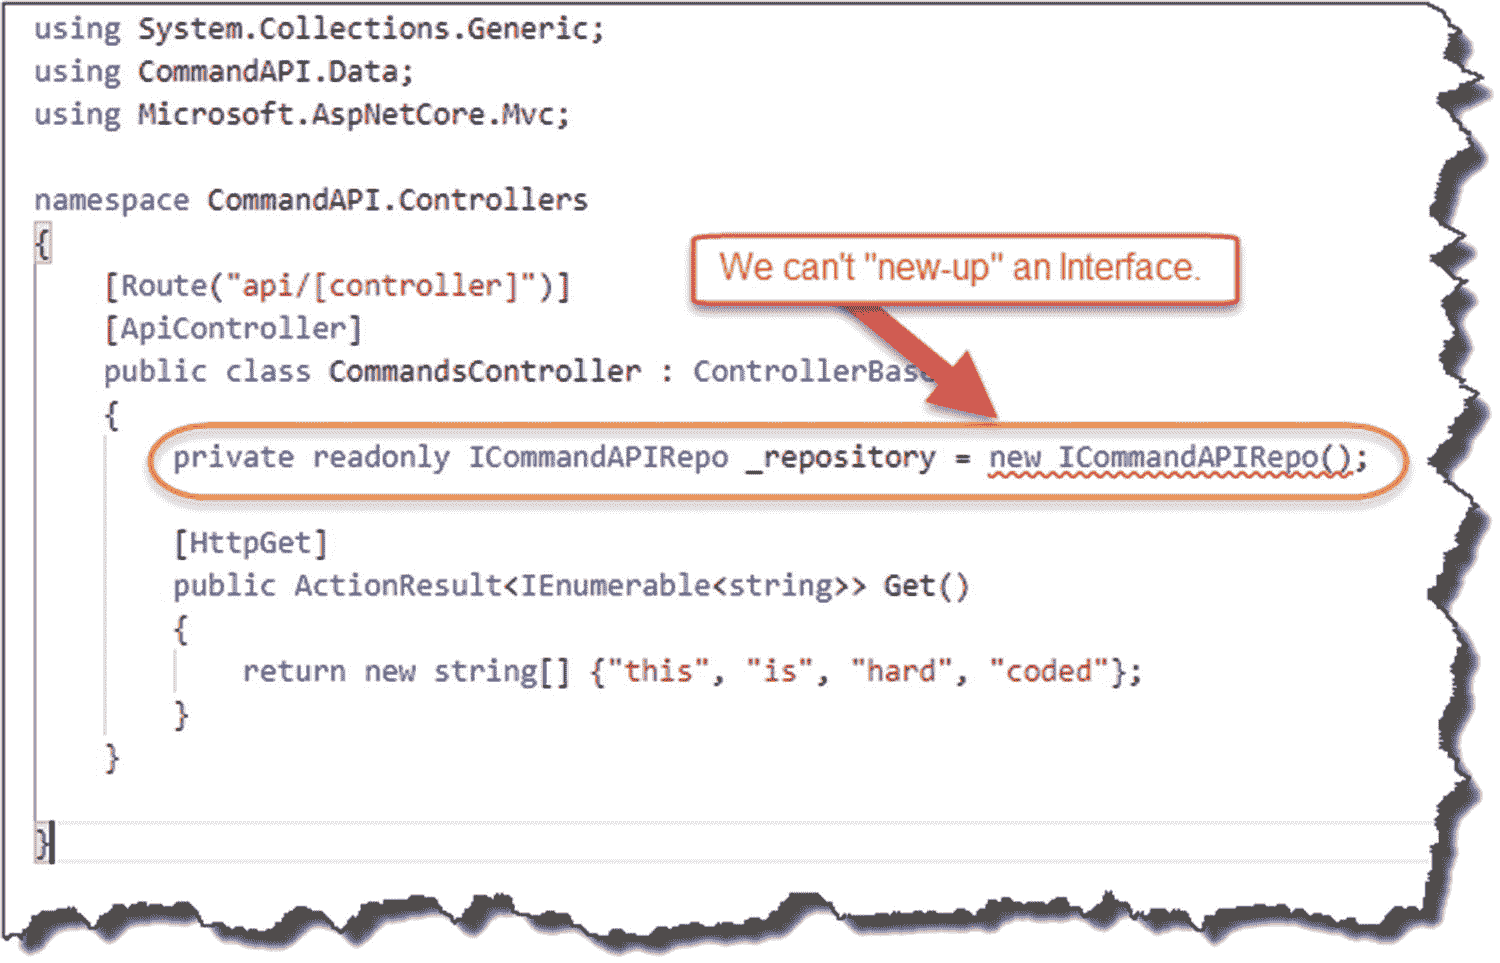 using System.Collections.Generic;
using CommandAPI.Data;
using Microsoft.AspNetCore.Mvc;
namespace CommandAPI.Controllers
{
We can't "new-up" an Interface.
[Route("api/[controller]")]
[ApiController]
public class CommandsController : ControllerBase
{
private readonly ICommandAPIRepo _repository = new ICommandAPIRepo();
[HttpGet]
public ActionResult<IEnumerable<string>> Get()
{
return new string[] {"this", "is", "hard", "coded"};
}
}
}